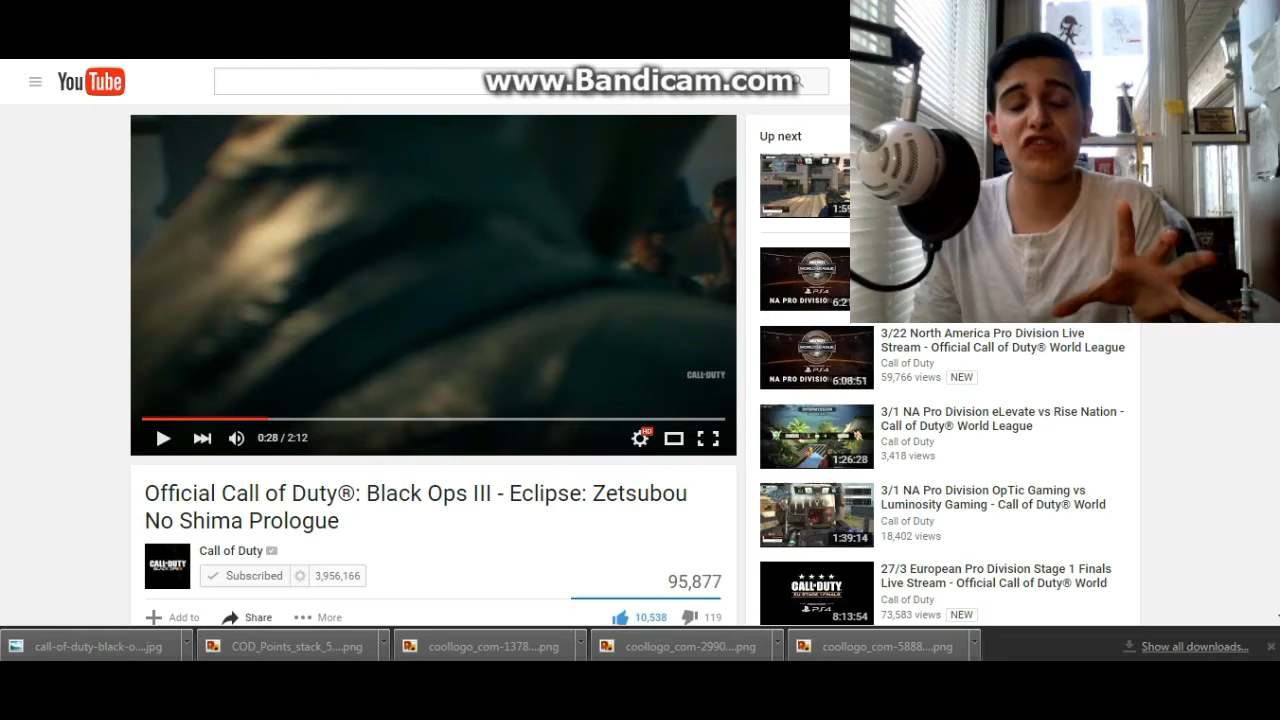 YouTube
www.Bandicam.com
Up next
1:59
NA PRO DIVISIO
6:21
CALL·DUTY
0:28 / 2:12
HD
3/22 North America Pro Division Live
Stream - Official Call of Duty® World League
Call of Duty
59,766 views NEW
NA PRO DIVISI
6:08:51
3/1 NA Pro Division eLevate vs Rise Nation -
Call of Duty® World League
Call of Duty
3,418 views
1:26:28
3/1 NA Pro Division OpTic Gaming vs
Luminosity Gaming - Call of Duty® World
Call of Duty
18,402 views
1:39:14
27/3 European Pro Division Stage 1 Finals
Live Stream - Official Call of Duty® World
Call of Duty
73,583 views NEW
CALL·DUTY
EU STAGE 1 FINALS
8:13:54
Official Call of Duty®: Black Ops III - Eclipse: Zetsubou
No Shima Prologue
Call of Duty
Subscribed 3,956,166
95,877
Add to Share More 10,538 119
call-of-duty-black-o....jpg COD_Points_stack_5....png coollogo_com-1378....png coollogo_com-2990....png coollogo_com-5888....png Show all downloads...